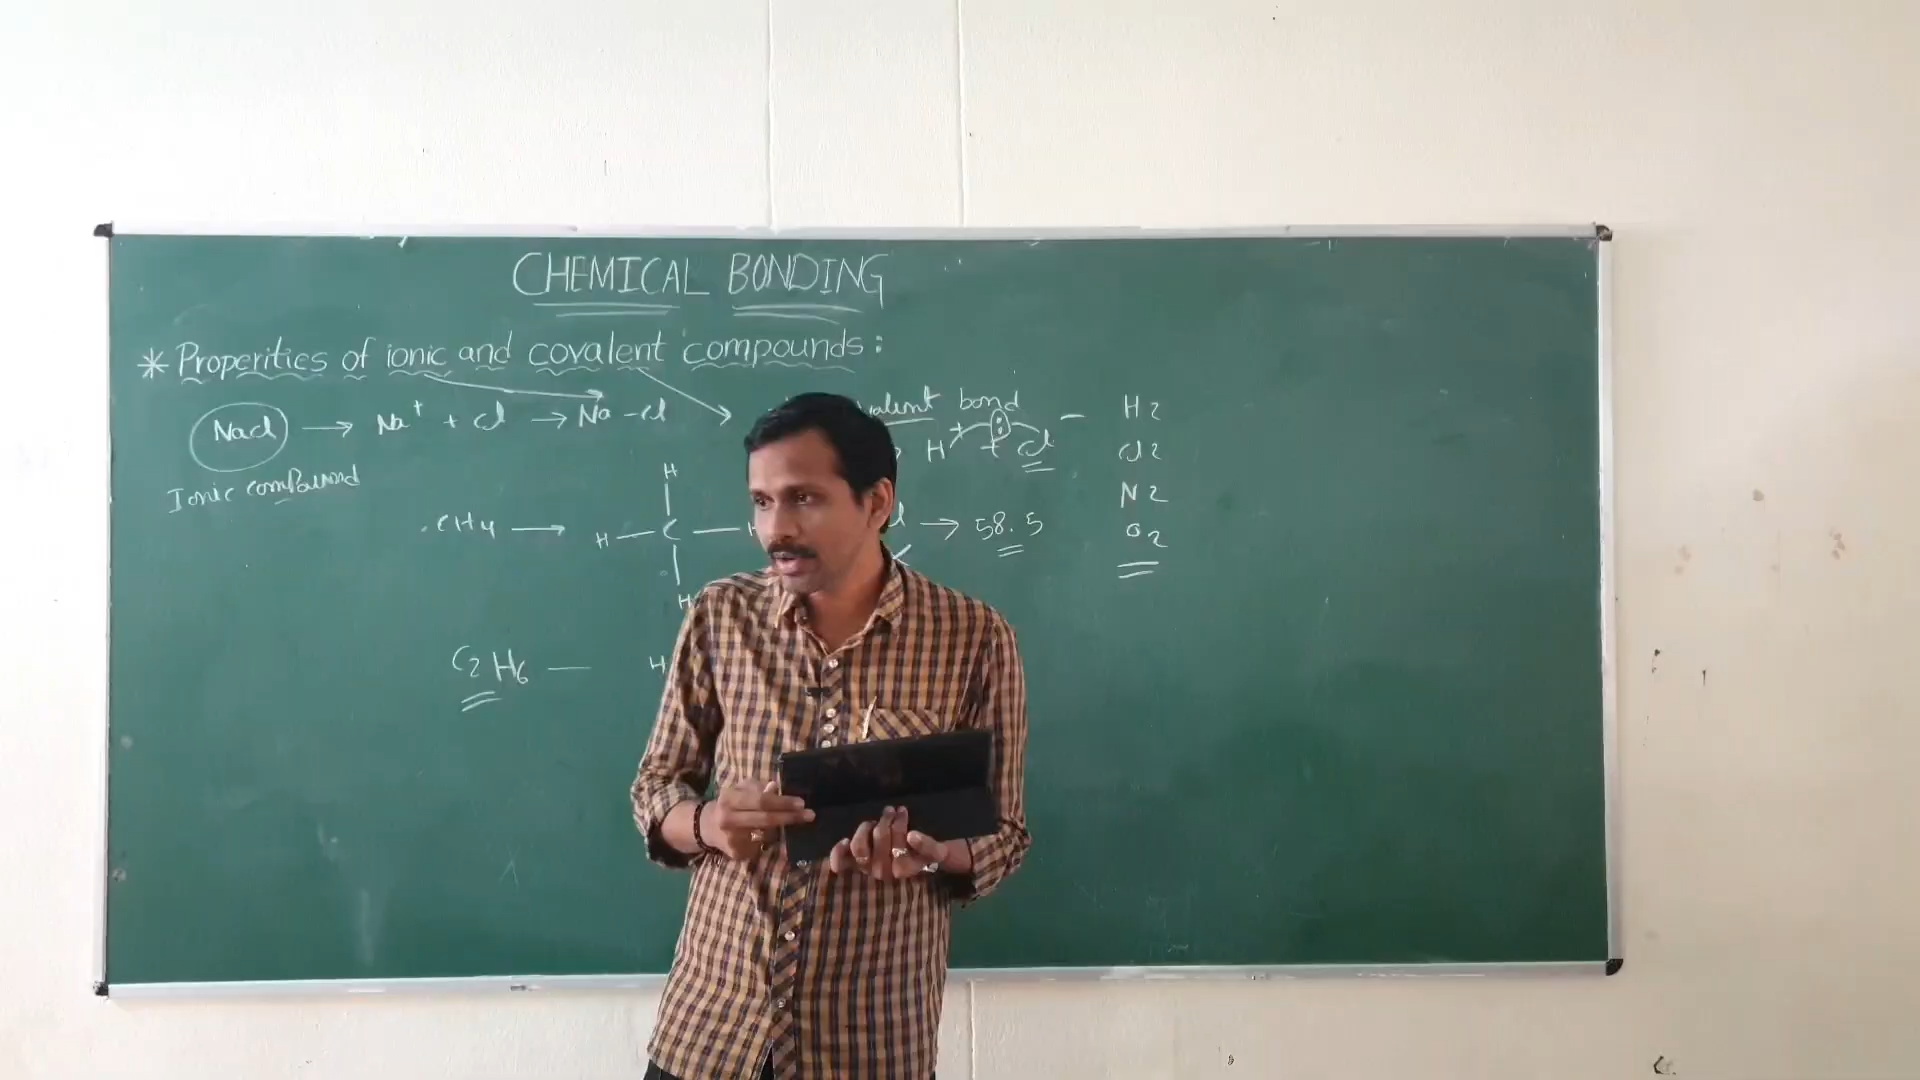 CHEMICAL BONDING
* Properities of ionic and covalent compounds:
Nacl → Na⁺ + cl → Na - cl
Ionic compound
bond
H + Cl
CH4 →
H
H C H
H
→ 58.5
H2
cl2
N2
O2
C2H6 — H